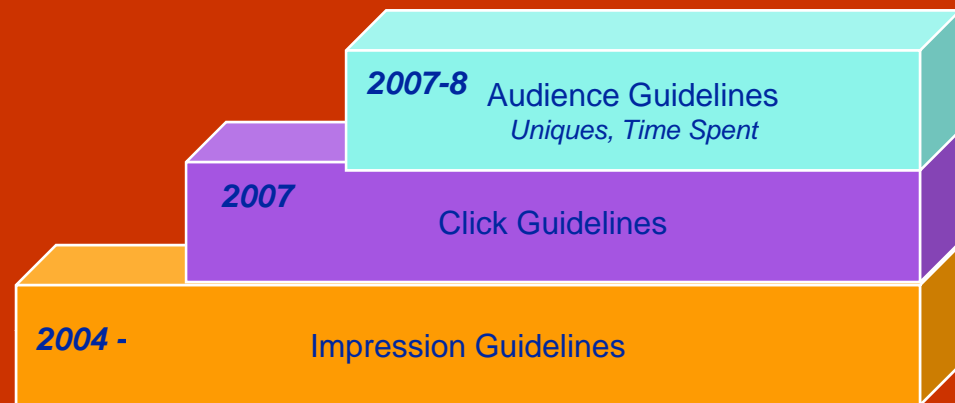 2007-8 Audience Guidelines
Uniques, Time Spent
2007 Click Guidelines
2004 - Impression Guidelines